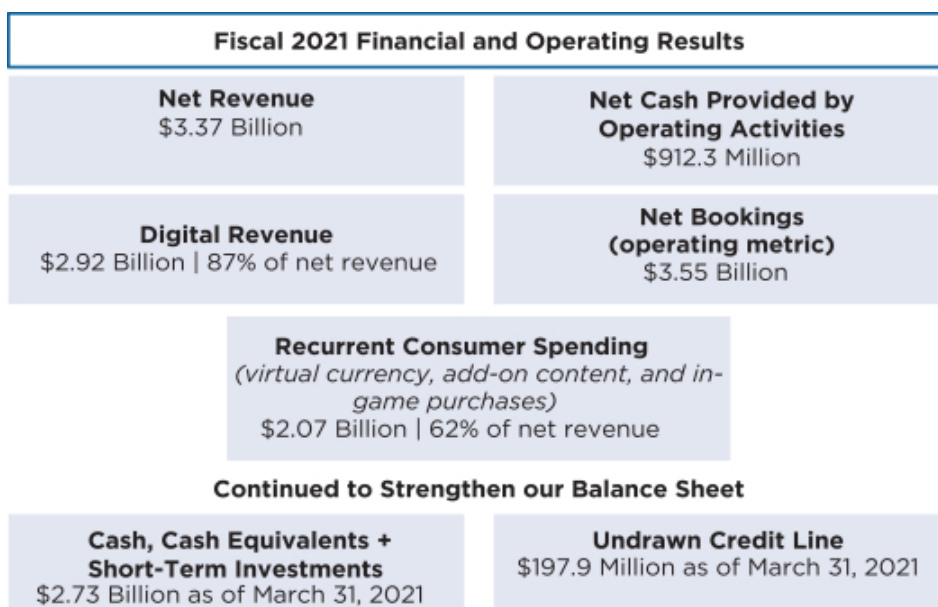 Fiscal 2021 Financial and Operating Results
Net Revenue
$3.37 Billion
Net Cash Provided by
Operating Activities
$912.3 Million
Digital Revenue
$2.92 Billion | 87% of net revenue
Net Bookings
(operating metric)
$3.55 Billion
Recurrent Consumer Spending
(virtual currency, add-on content, and in-
game purchases)
$2.07 Billion | 62% of net revenue
Continued to Strengthen our Balance Sheet
Cash, Cash Equivalents +
Short-Term Investments
$2.73 Billion as of March 31, 2021
Undrawn Credit Line
$197.9 Million as of March 31, 2021